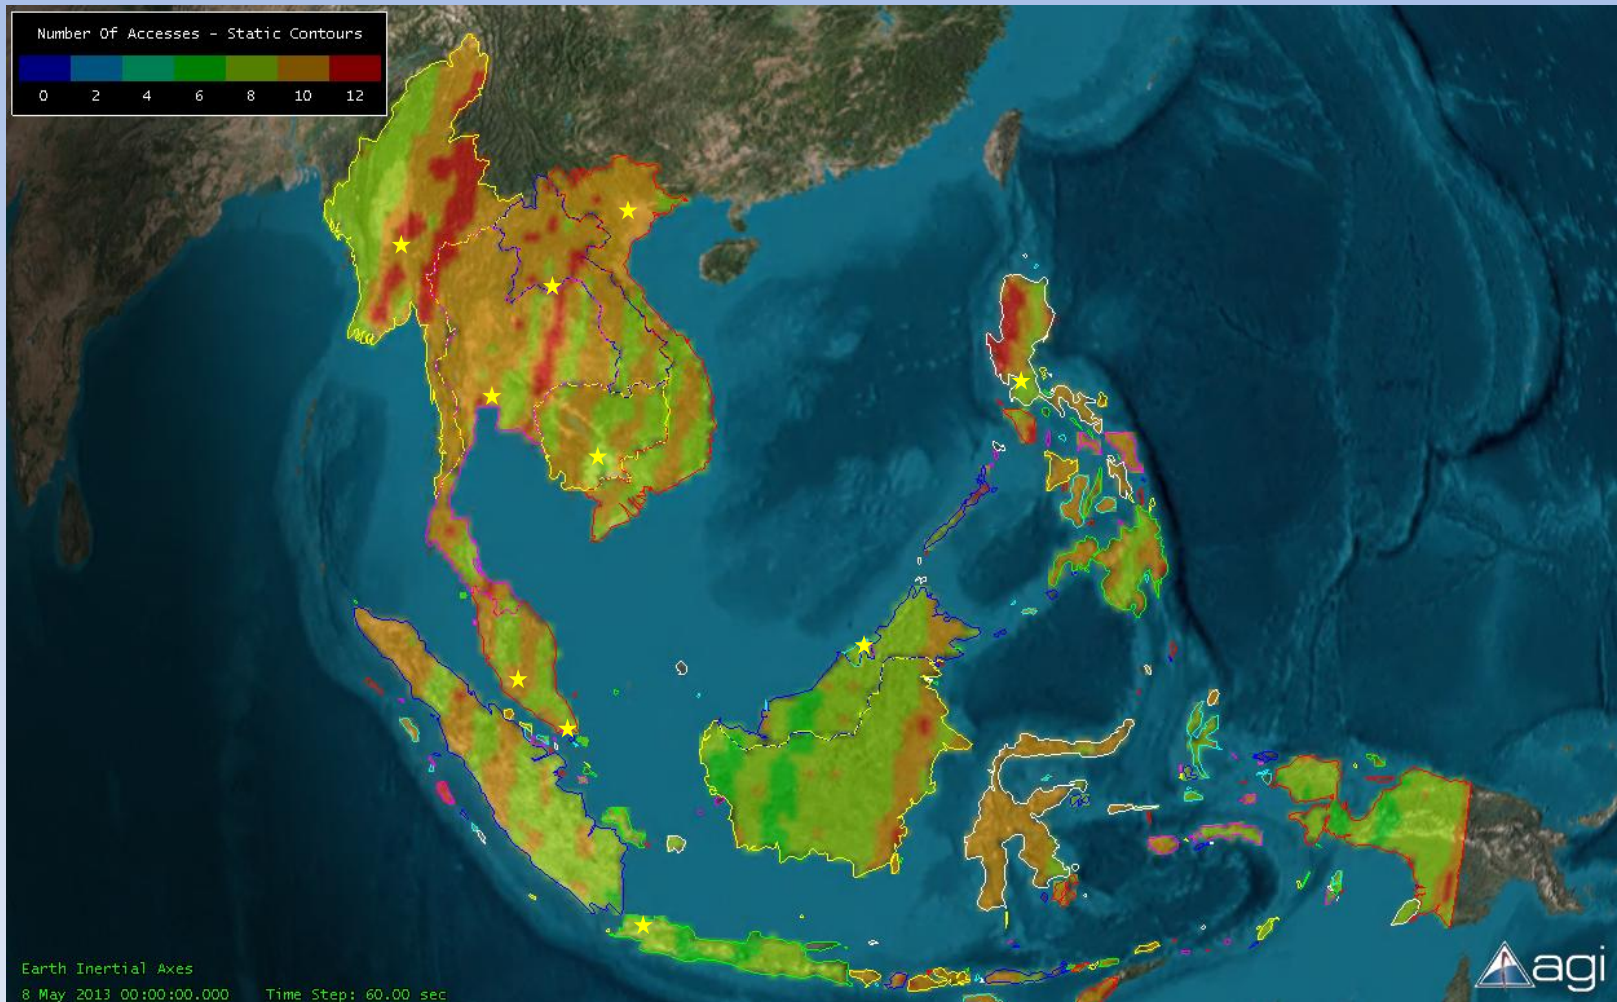 Number Of Accesses - Static Contours
0 2 4 6 8 10 12
Earth Inertial Axes
8 May 2013 00:00:00.000 Time Step: 60.00 sec
agi